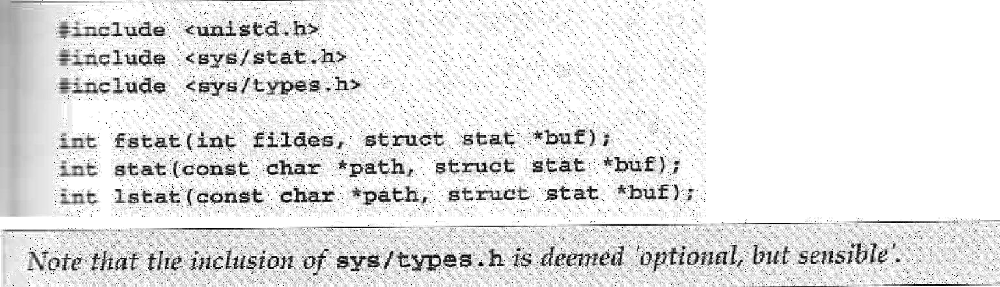 #include <unistd.h>
#include <sys/stat.h>
#include <sys/types.h>
int fstat(int fildes, struct stat *buf);
int stat(const char *path, struct stat *buf);
int lstat(const char *path, struct stat *buf);
Note that the inclusion of sys/types.h is deemed 'optional, but sensible'.